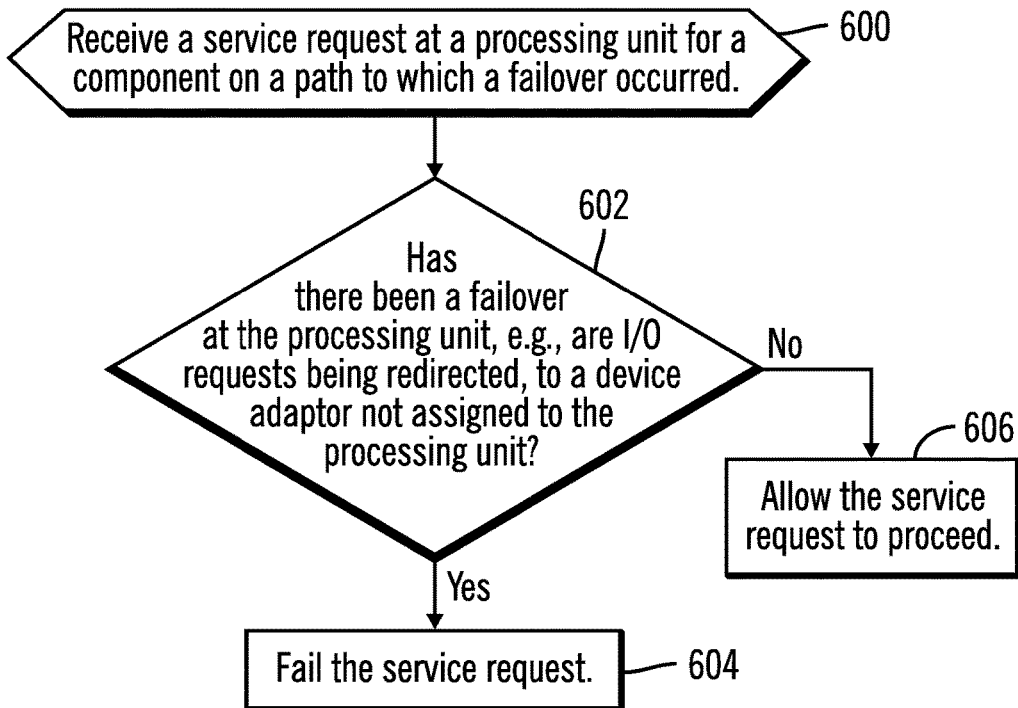 Receive a service request at a processing unit for a
component on a path to which a failover occurred.
600
602
Has
there been a failover
at the processing unit, e.g., are I/O
requests being redirected, to a device
adaptor not assigned to the
processing unit?
No
606
Allow the service
request to proceed.
Yes
Fail the service request.
604